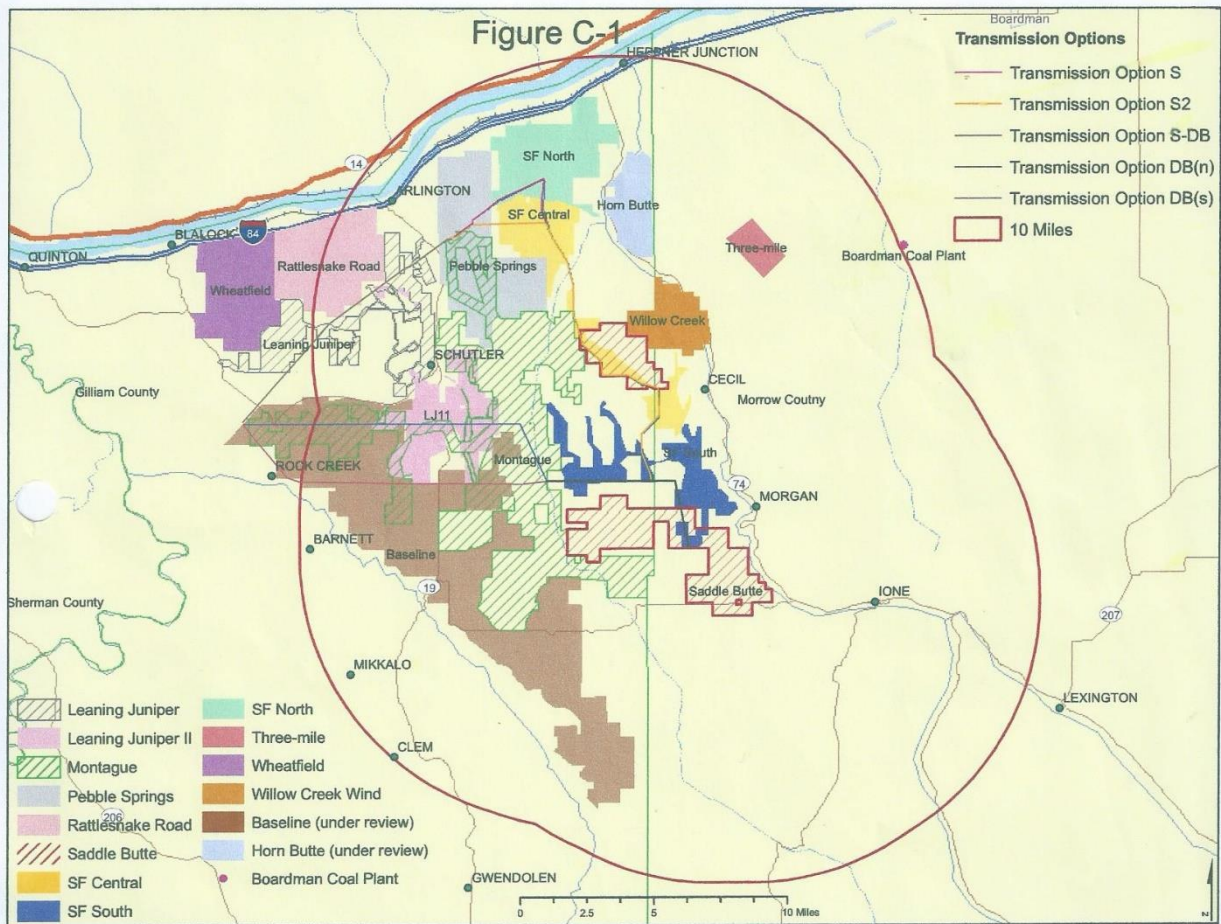 Figure C-1
Boardman
HEPPNER JUNCTION
Transmission Options
Transmission Option S
Transmission Option S2
Transmission Option S-DB
Transmission Option DB(n)
Transmission Option DB(s)
10 Miles
14
SF North
ARLINGTON
SF Central
Horn Butte
BLALOCK
84
QUINTON
Rattlesnake Road
Three-mile
Boardman Coal Plant
Pebble Springs
Wheatfield
Willow Creek
Leaning Juniper
SCHUTLER
Gilliam County
CECIL
Morrow Coutny
LJ11
SF South
Montague
ROCK CREEK
74
MORGAN
BARNETT
Baseline
19
Saddle Butte
IONE
Sherman County
207
MIKKALO
LEXINGTON
CLEM
206
GWENDOLEN
Leaning Juniper
Leaning Juniper II
Montague
Pebble Springs
Rattlesnake Road
Saddle Butte
SF Central
SF South
SF North
Three-mile
Wheatfield
Willow Creek Wind
Baseline (under review)
Horn Butte (under review)
Boardman Coal Plant
0 2.5 5 10 Miles